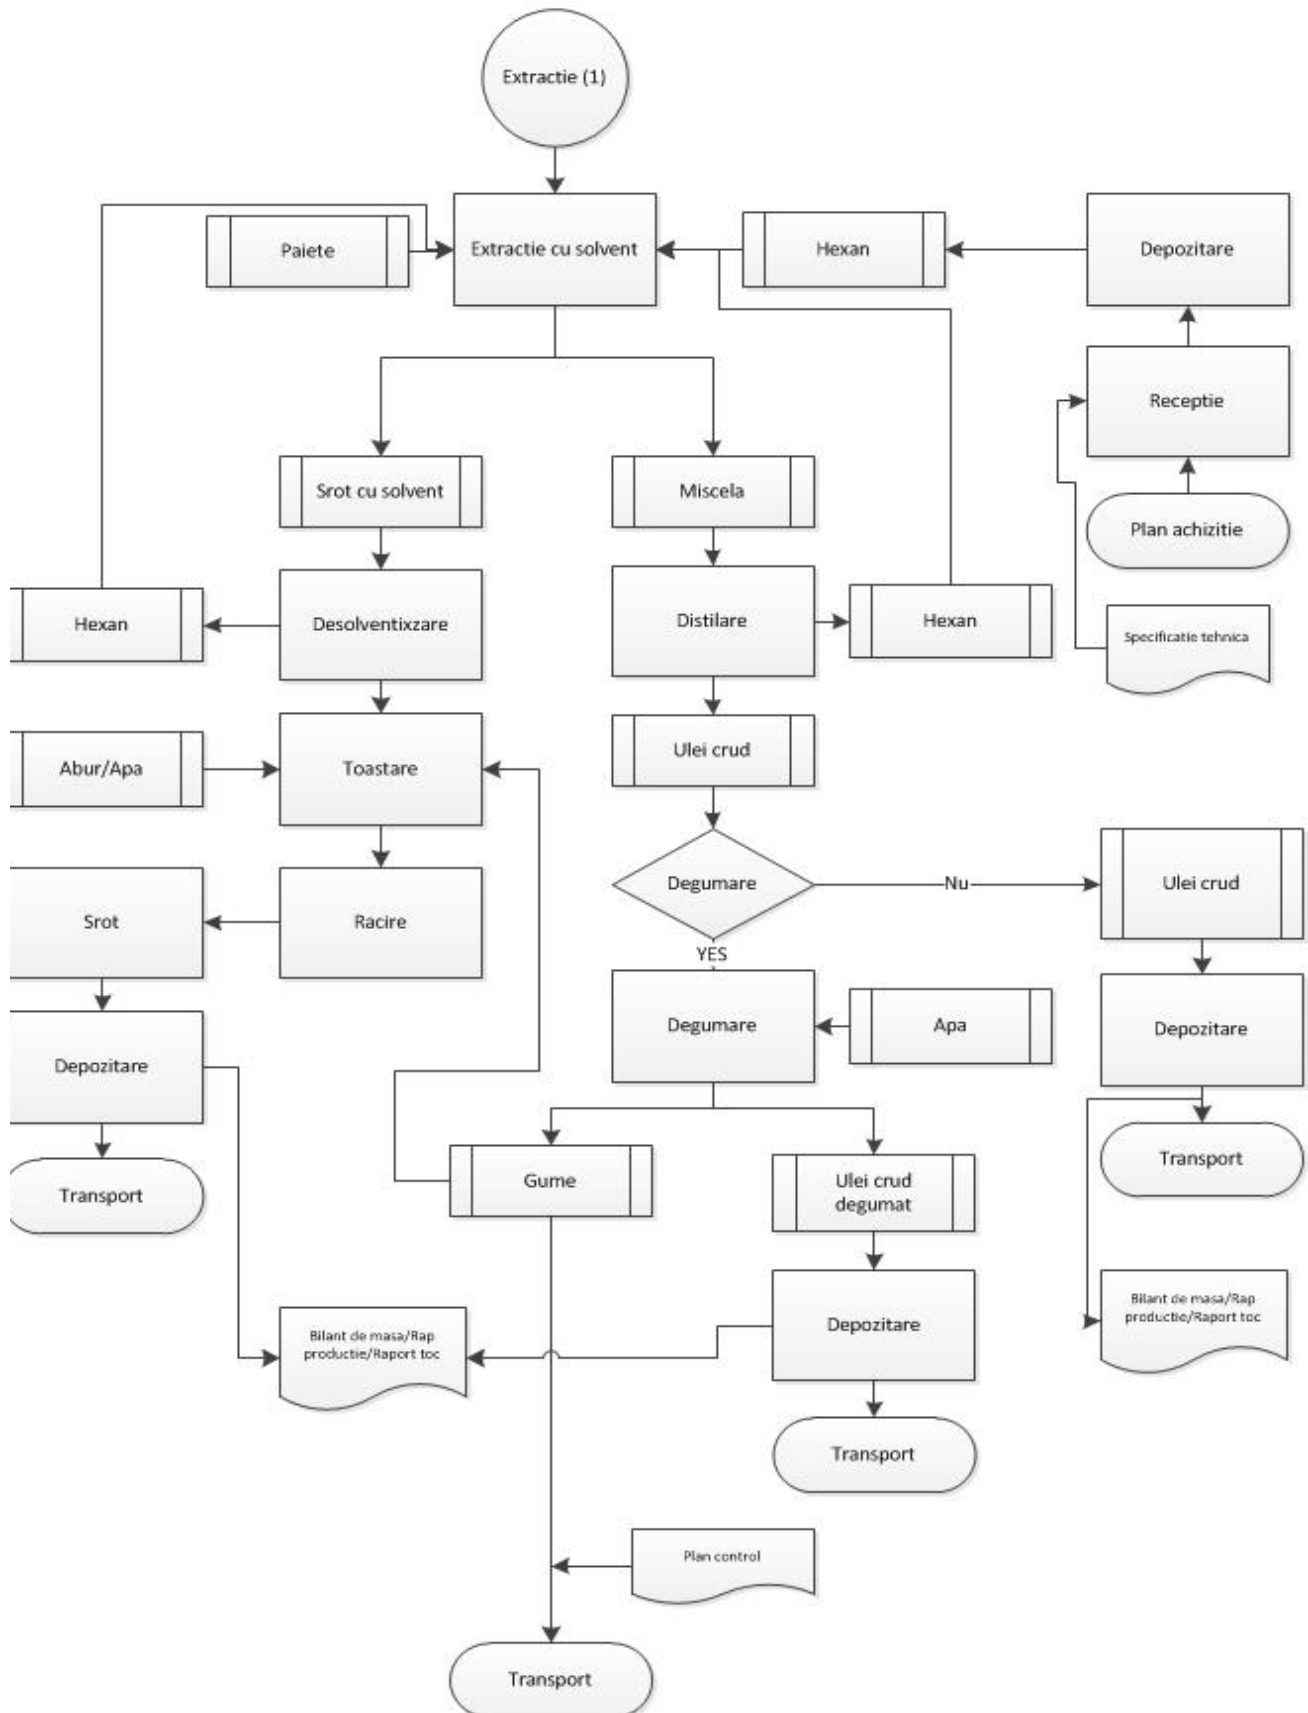 Extractie (1)
Paiete
Extractie cu solvent
Hexan
Depozitare
Receptie
Srot cu solvent
Miscela
Plan achizitie
Hexan
Desolventixzare
Distilare
Hexan
Specificatie tehnica
Abur/Apa
Toastare
Ulei crud
Degumare
Nu
Ulei crud
Srot
Racire
YES
Degumare
Apa
Depozitare
Depozitare
Transport
Gume
Ulei crud
degumat
Transport
Bilant de masa/Rap
productie/Raport toc
Depozitare
Bilant de masa/Rap
productie/Raport toc
Transport
Plan control
Transport